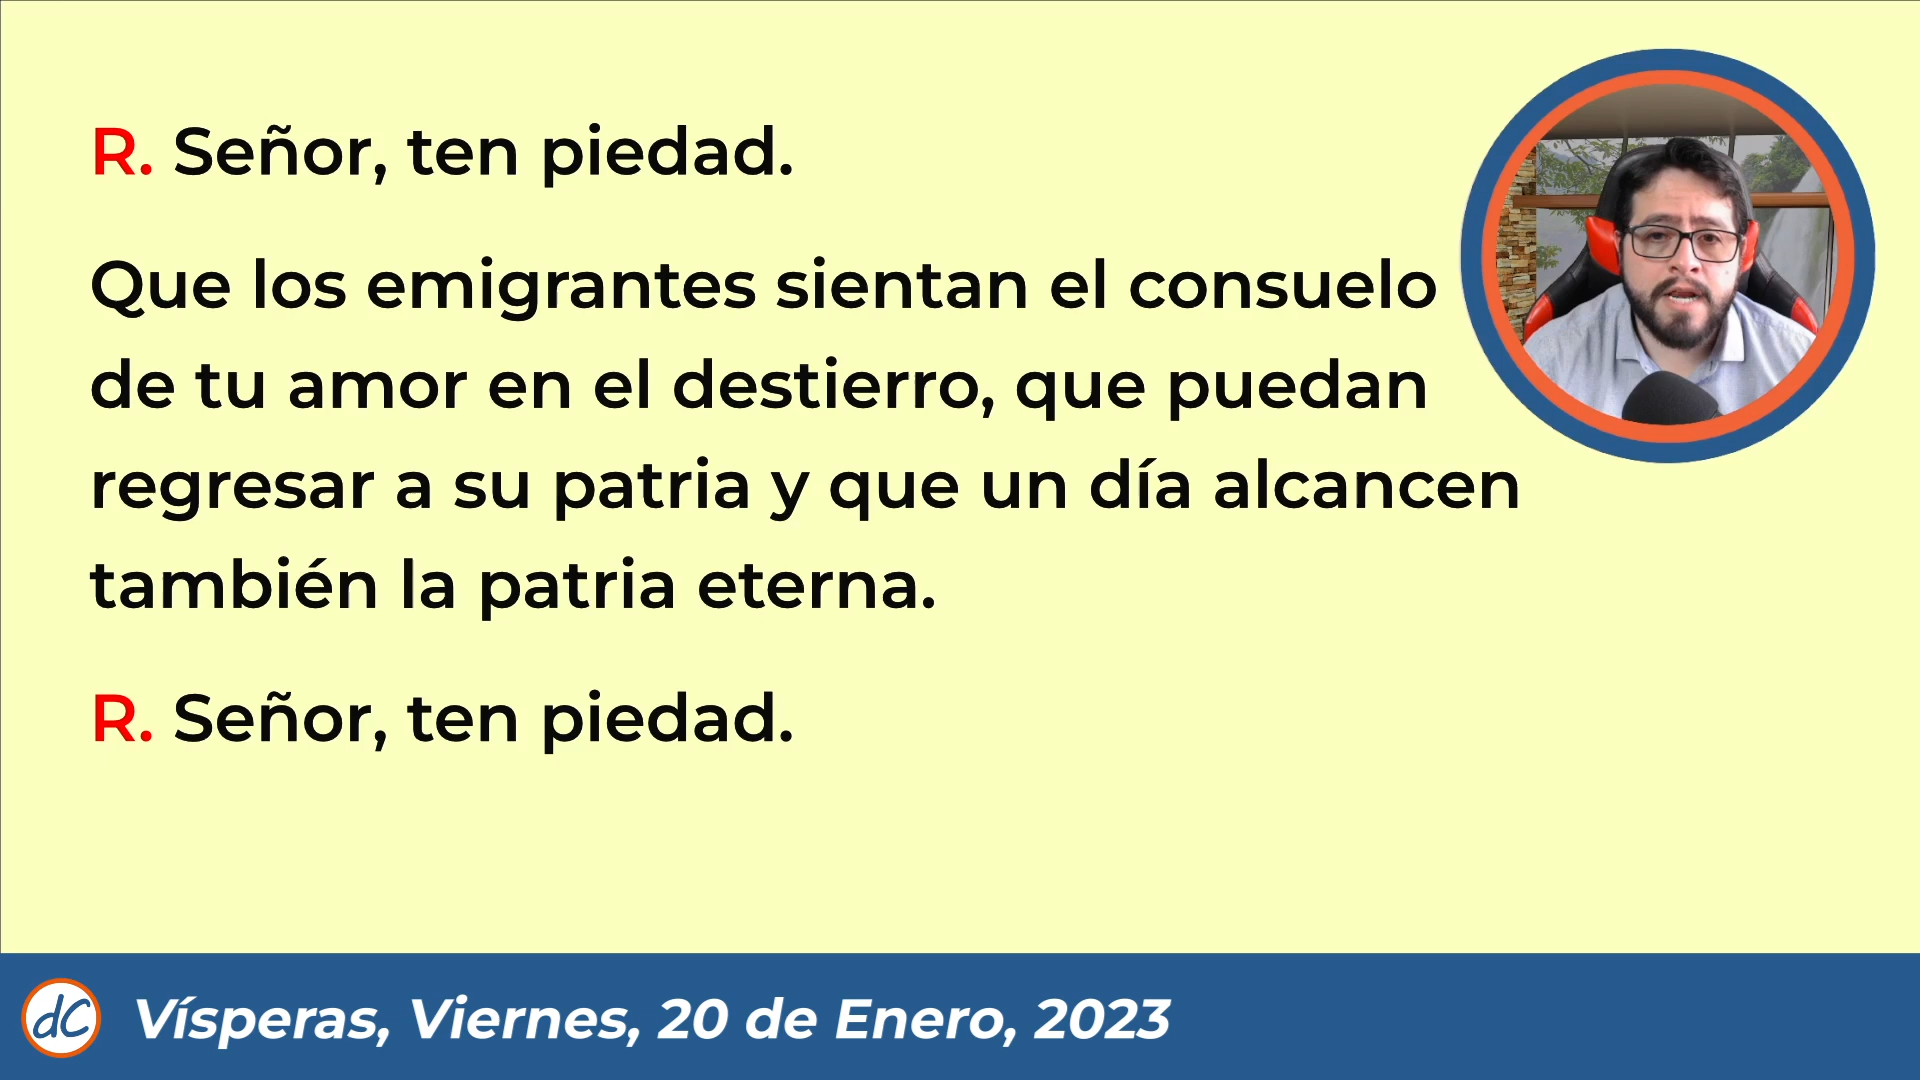 R. Señor, ten piedad.
Que los emigrantes sientan el consuelo
de tu amor en el destierro, que puedan
regresar a su patria y que un día alcancen
también la patria eterna.
R. Señor, ten piedad.
dC Vísperas, Viernes, 20 de Enero, 2023